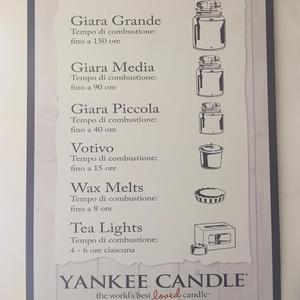 Giara Grande
Tempo di combustione:
fino a 150 ore
Giara Media
Tempo di combustione:
fino a 90 ore
Giara Piccola
Tempo di combustione:
fino a 40 ore
Votivo
Tempo di combustione:
fino a 15 ore
Wax Melts
Tempo di combustione:
fino a 8 ore
Tea Lights
Tempo di combustione:
4 - 6 ore ciascuna
YANKEE CANDLE®
the world's best loved candle™